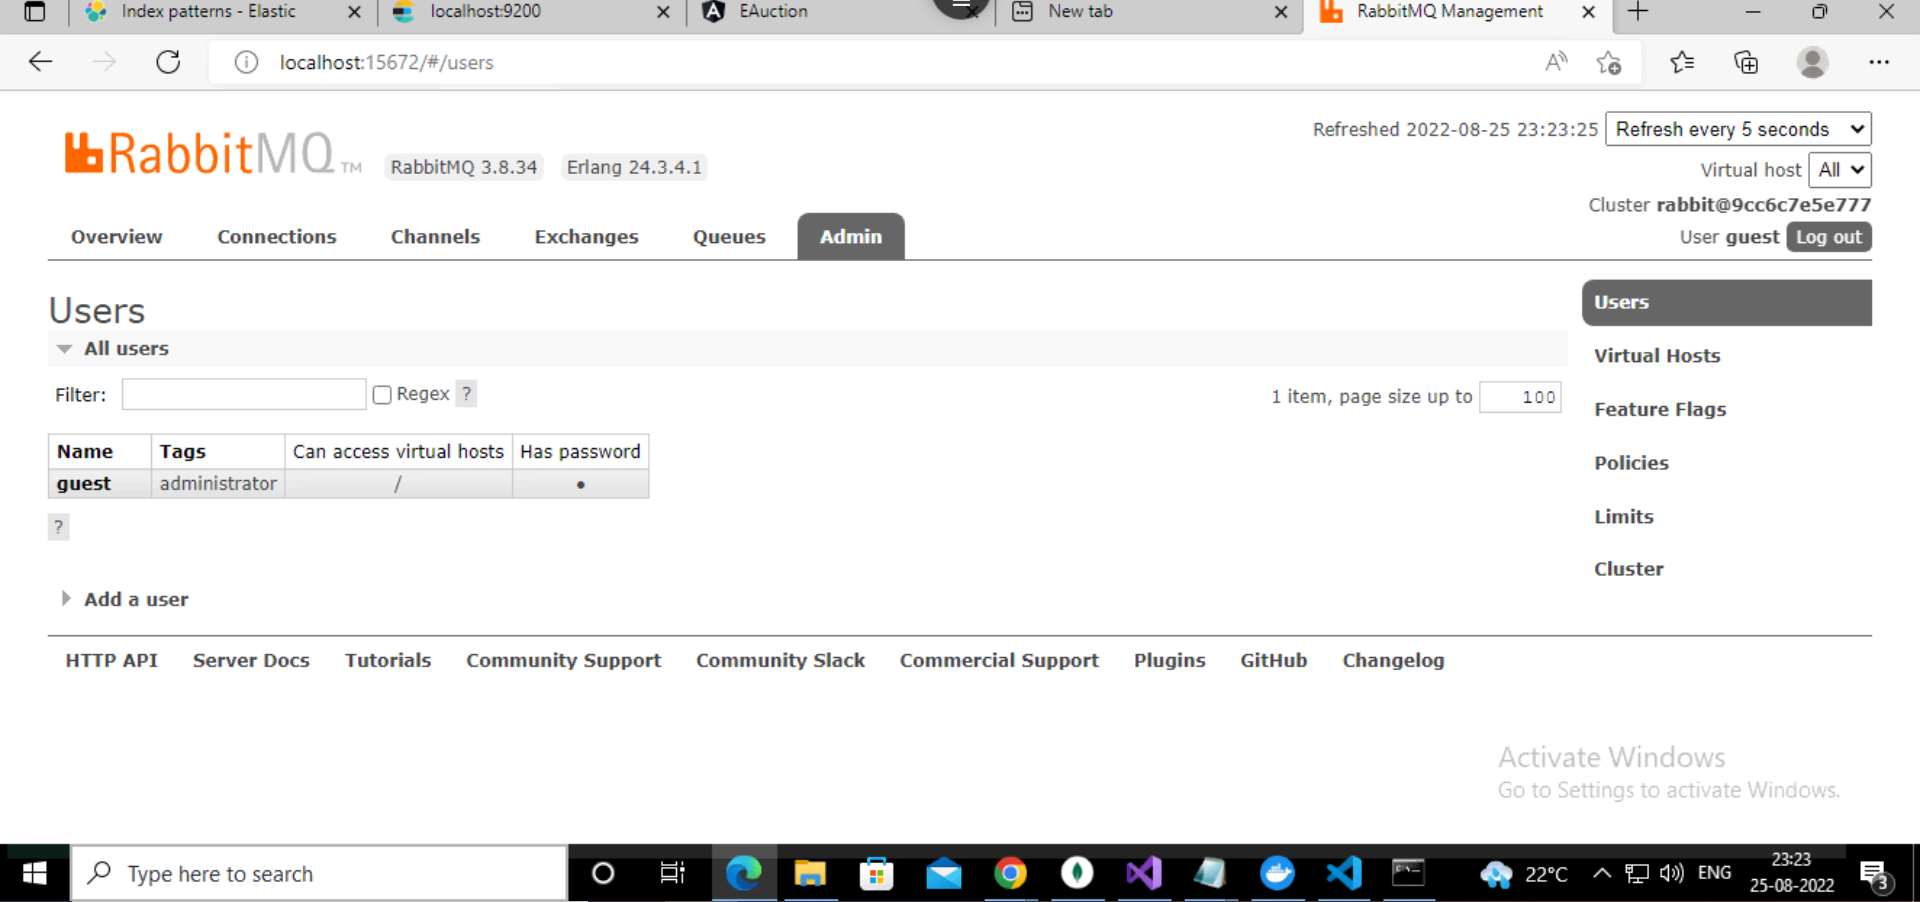 Index patterns - Elastic
localhost:9200
EAuction
New tab
RabbitMQ Management
localhost:15672/#/users
Refreshed 2022-08-25 23:23:25 Refresh every 5 seconds
RabbitMQ TM RabbitMQ 3.8.34 Erlang 24.3.4.1
Virtual host All
Cluster rabbit@9cc6c7e5e777
User guest Log out
Overview Connections Channels Exchanges Queues Admin
Users
All users
Filter: Regex ? 1 item, page size up to 100
Name Tags Can access virtual hosts Has password
guest administrator / •
?
Add a user
Users
Virtual Hosts
Feature Flags
Policies
Limits
Cluster
HTTP API Server Docs Tutorials Community Support Community Slack Commercial Support Plugins GitHub Changelog
Activate Windows
Go to Settings to activate Windows.
Type here to search
22°C
ENG
23:23
25-08-2022
3